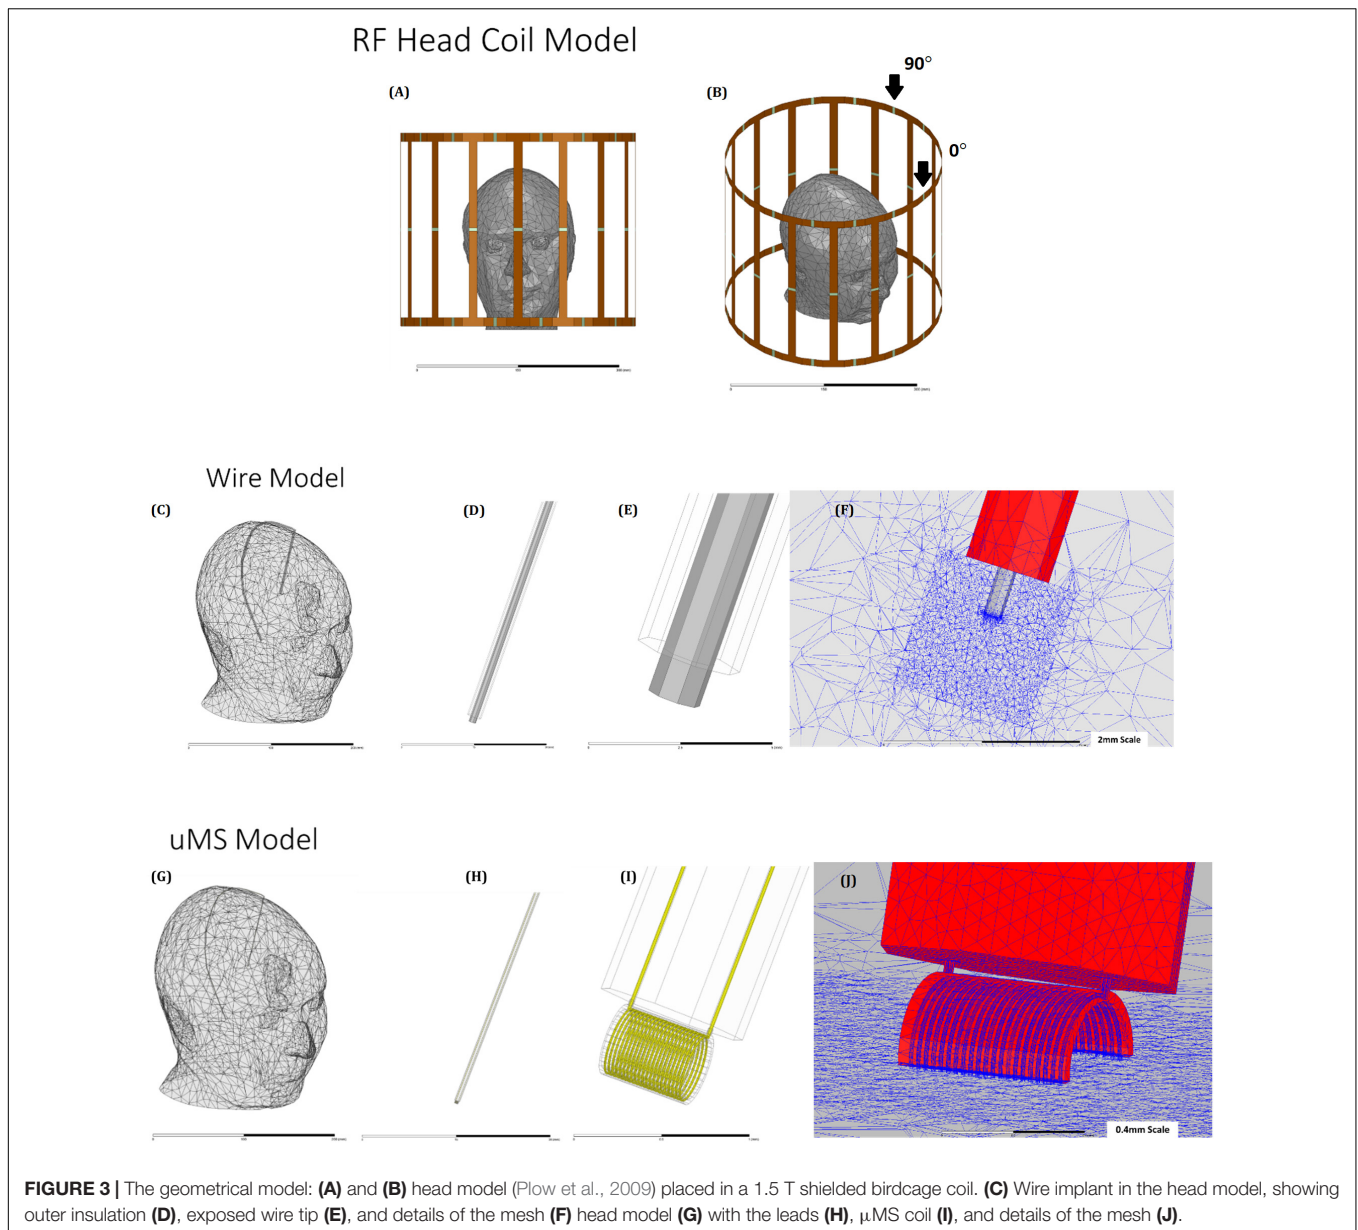 RF Head Coil Model
(A)
(B)
90°
0°
Wire Model
(C)
(D)
(E)
(F)
2mm Scale
uMS Model
(G)
(H)
(I)
(J)
0.4mm Scale
FIGURE 3 | The geometrical model: (A) and (B) head model (Plow et al., 2009) placed in a 1.5 T shielded birdcage coil. (C) Wire implant in the head model, showing
outer insulation (D), exposed wire tip (E), and details of the mesh (F) head model (G) with the leads (H), μMS coil (I), and details of the mesh (J).